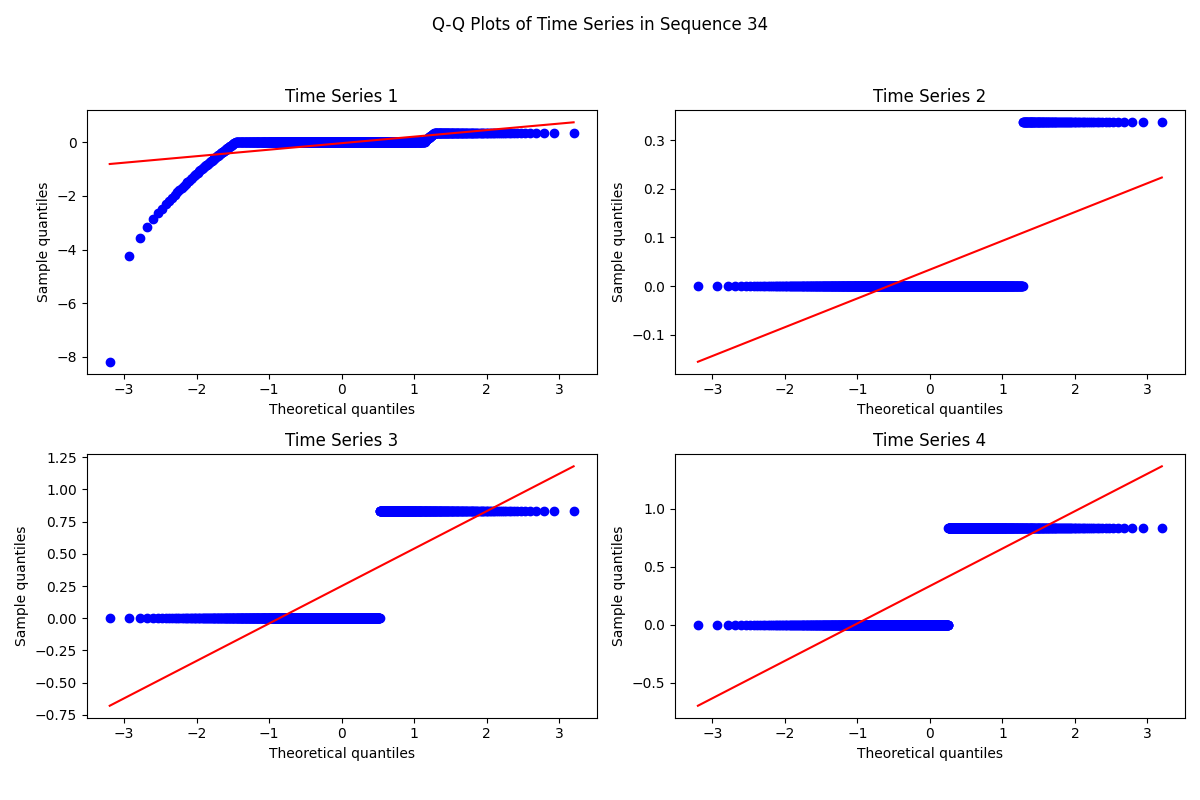 Q-Q Plots of Time Series in Sequence 34
Time Series 1
Sample quantiles
0
−2
−4
−6
−8
−3 −2 −1 0 1 2 3
Theoretical quantiles
Time Series 2
Sample quantiles
0.3
0.2
0.1
0.0
−0.1
−3 −2 −1 0 1 2 3
Theoretical quantiles
Time Series 3
Sample quantiles
1.25
1.00
0.75
0.50
0.25
0.00
−0.25
−0.50
−0.75
−3 −2 −1 0 1 2 3
Theoretical quantiles
Time Series 4
Sample quantiles
1.0
0.5
0.0
−0.5
−3 −2 −1 0 1 2 3
Theoretical quantiles